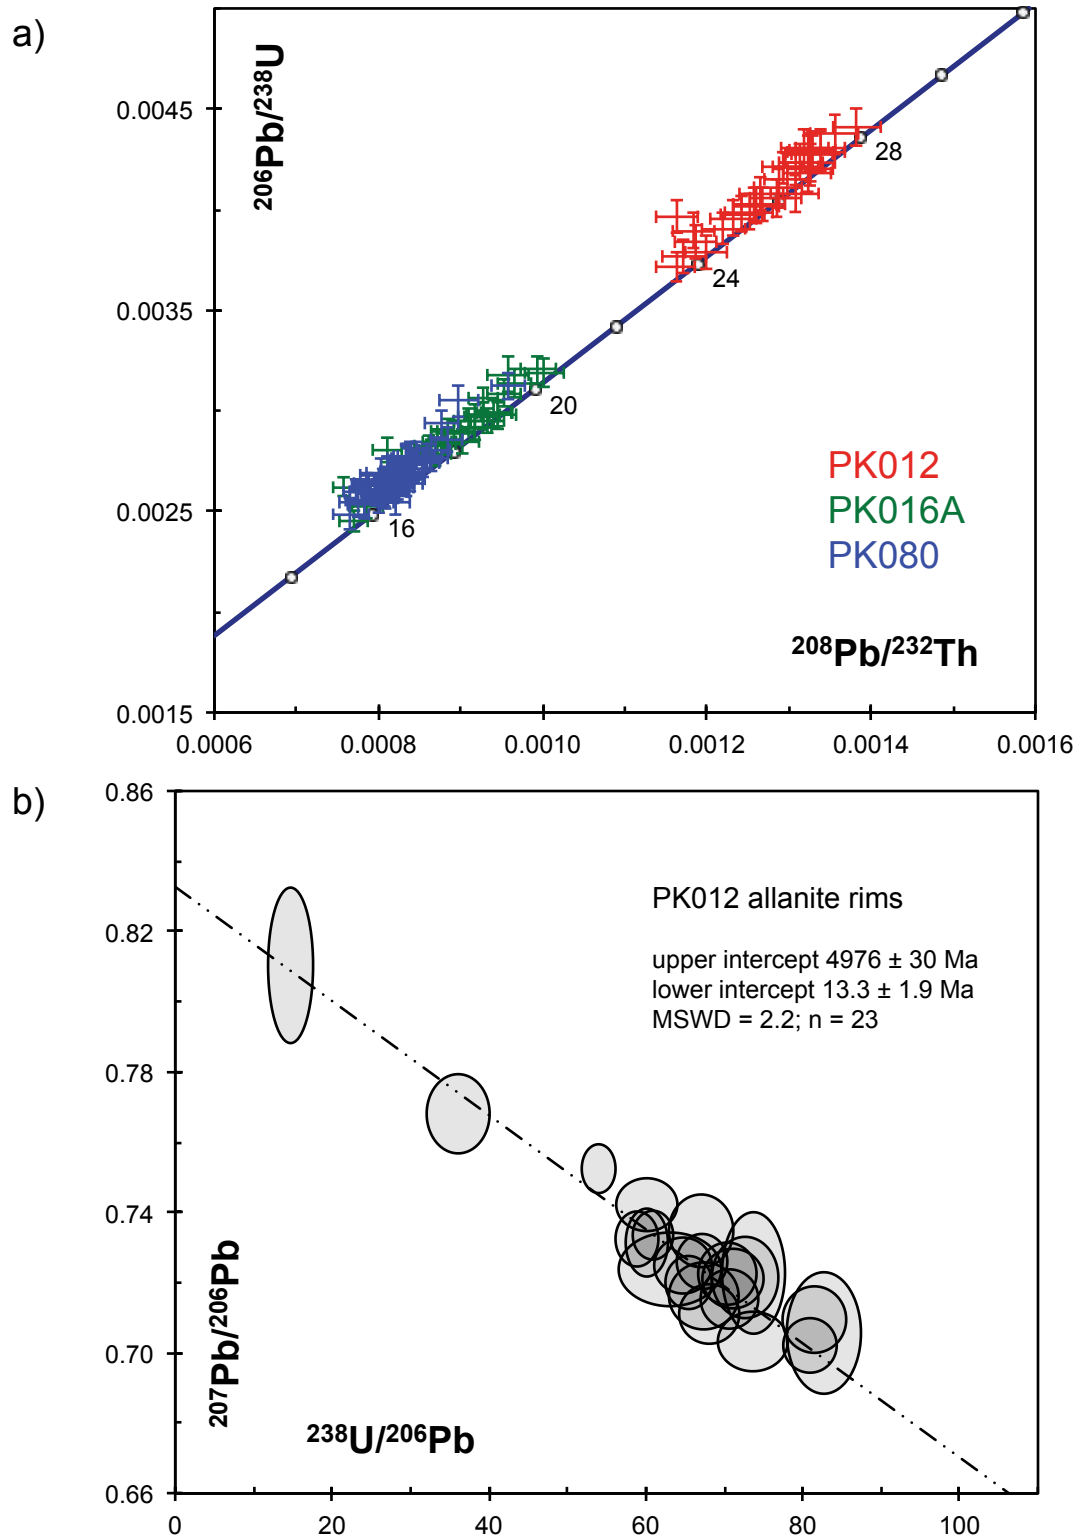 a)
²⁰⁶Pb/²³⁸U
0.0045
0.0035
0.0025
0.0015
28
24
20
16
PK012
PK016A
PK080
²⁰⁸Pb/²³²Th
0.0006 0.0008 0.0010 0.0012 0.0014 0.0016
b)
0.86
0.82
0.78
0.74
0.70
0.66
PK012 allanite rims
upper intercept 4976 ± 30 Ma
lower intercept 13.3 ± 1.9 Ma
MSWD = 2.2; n = 23
²⁰⁷Pb/²⁰⁶Pb
²³⁸U/²⁰⁶Pb
0 20 40 60 80 100